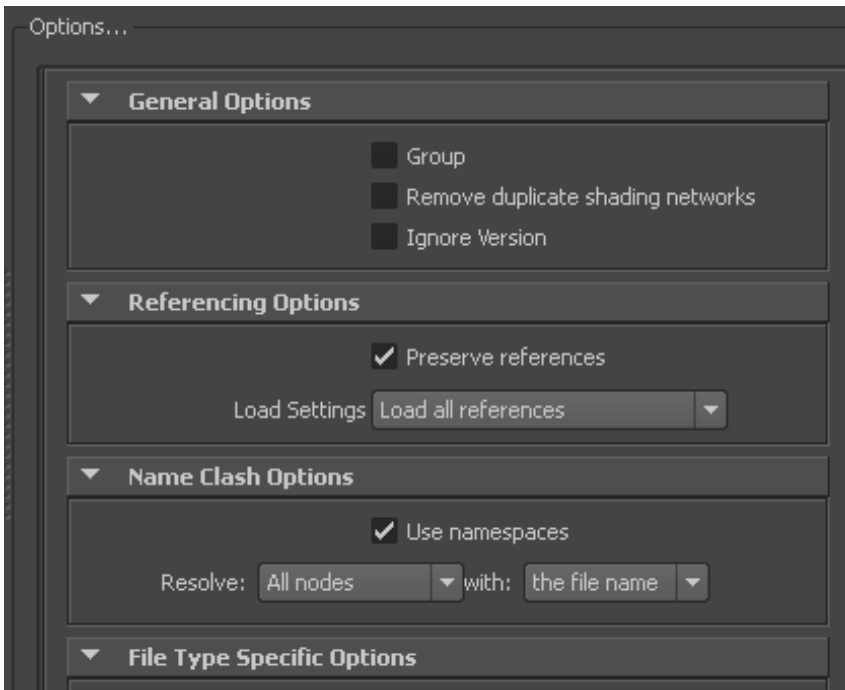 Options...
General Options
Group
Remove duplicate shading networks
Ignore Version
Referencing Options
Preserve references
Load Settings Load all references
Name Clash Options
Use namespaces
Resolve: All nodes with: the file name
File Type Specific Options